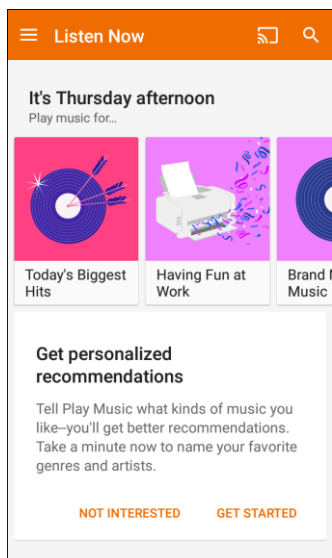 Listen Now
It's Thursday afternoon
Play music for...
Today's Biggest
Hits
Having Fun at
Work
Brand
Music
Get personalized
recommendations
Tell Play Music what kinds of music you
like--you'll get better recommendations.
Take a minute now to name your favorite
genres and artists.
NOT INTERESTED
GET STARTED